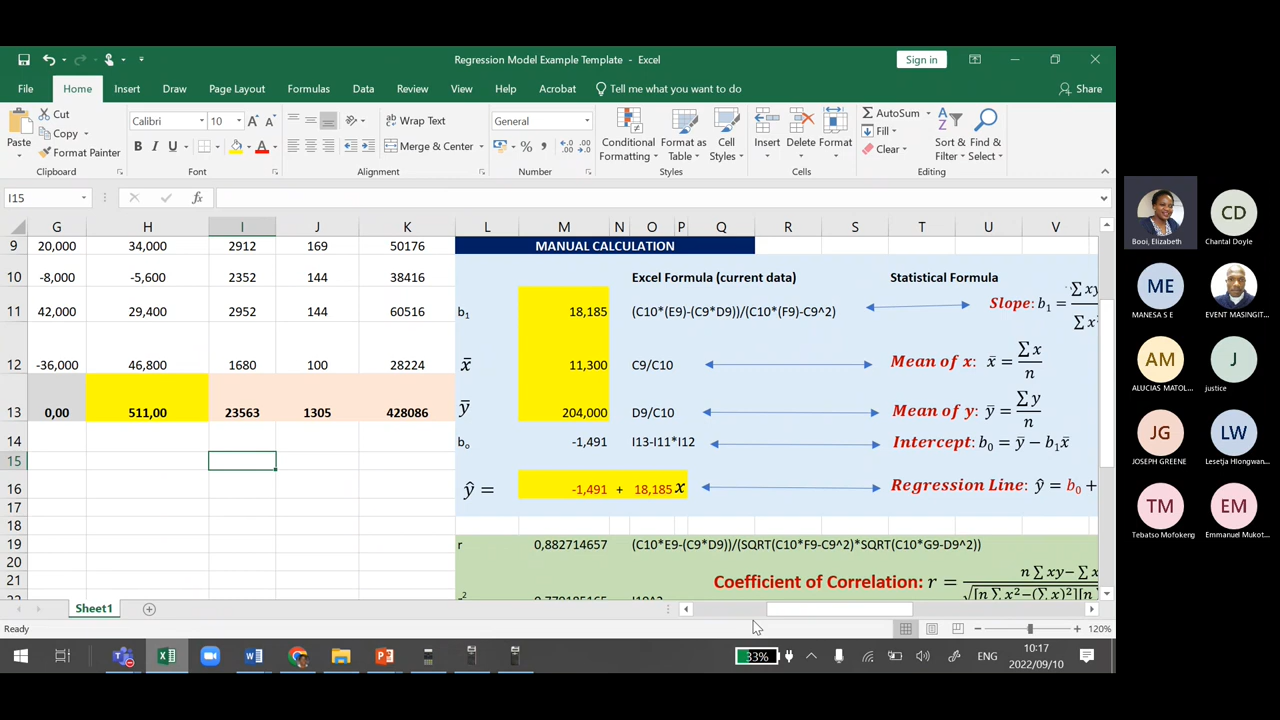 Regression Model Example Template - Excel
Sign in
File Home Insert Draw Page Layout Formulas Data Review View Help Acrobat Tell me what you want to do Share
Paste
Cut
Copy
Format Painter
Clipboard
Calibri 10 A A
B I U A
Font
Wrap Text
Merge & Center
Alignment
General
% ,
Number
Conditional Formatting
Format as Table
Cell Styles
Styles
Insert Delete Format
Cells
AutoSum
Fill
Clear
Sort & Filter
Find & Select
Editing
I15 fx
G H I J K L M N O P Q R S T U V
9 20,000 34,000 2912 169 50176 MANUAL CALCULATION
10 -8,000 -5,600 2352 144 38416 Excel Formula (current data) Statistical Formula
11 42,000 29,400 2952 144 60516 b₁ 18,185 (C10*(E9)-(C9*D9))/(C10*(F9)-C9^2) Slope: b₁ = ∑ xy / ∑ x
12 -36,000 46,800 1680 100 28224 x̄ 11,300 C9/C10 Mean of x: x̄ = ∑ x / n
13 0,00 511,00 23563 1305 428086 ȳ 204,000 D9/C10 Mean of y: ȳ = ∑ y / n
14 b₀ -1,491 I13-I11*I12 Intercept: b₀ = ȳ − b₁x̄
15
16 ŷ = -1,491 + 18,185 x Regression Line: ŷ = b₀ +
17
18
19 r 0,882714657 (C10*E9-(C9*D9))/(SQRT(C10*F9-C9^2)*SQRT(C10*G9-D9^2))
20
21 Coefficient of Correlation: r = n ∑ xy − ∑ x / √[n ∑ x² − (∑ x)²][n
Sheet1
Ready
120%
33%
ENG
10:17
2022/09/10
Booi, Elizabeth
CD
Chantal Doyle
ME
MANESA S E
EVENT MASINGIT...
AM
ALUCIAS MATOL...
J
justice
JG
JOSEPH GREENE
LW
Lesetja Hlongwan...
TM
Tebatso Mofokeng
EM
Emmanuel Mukot...